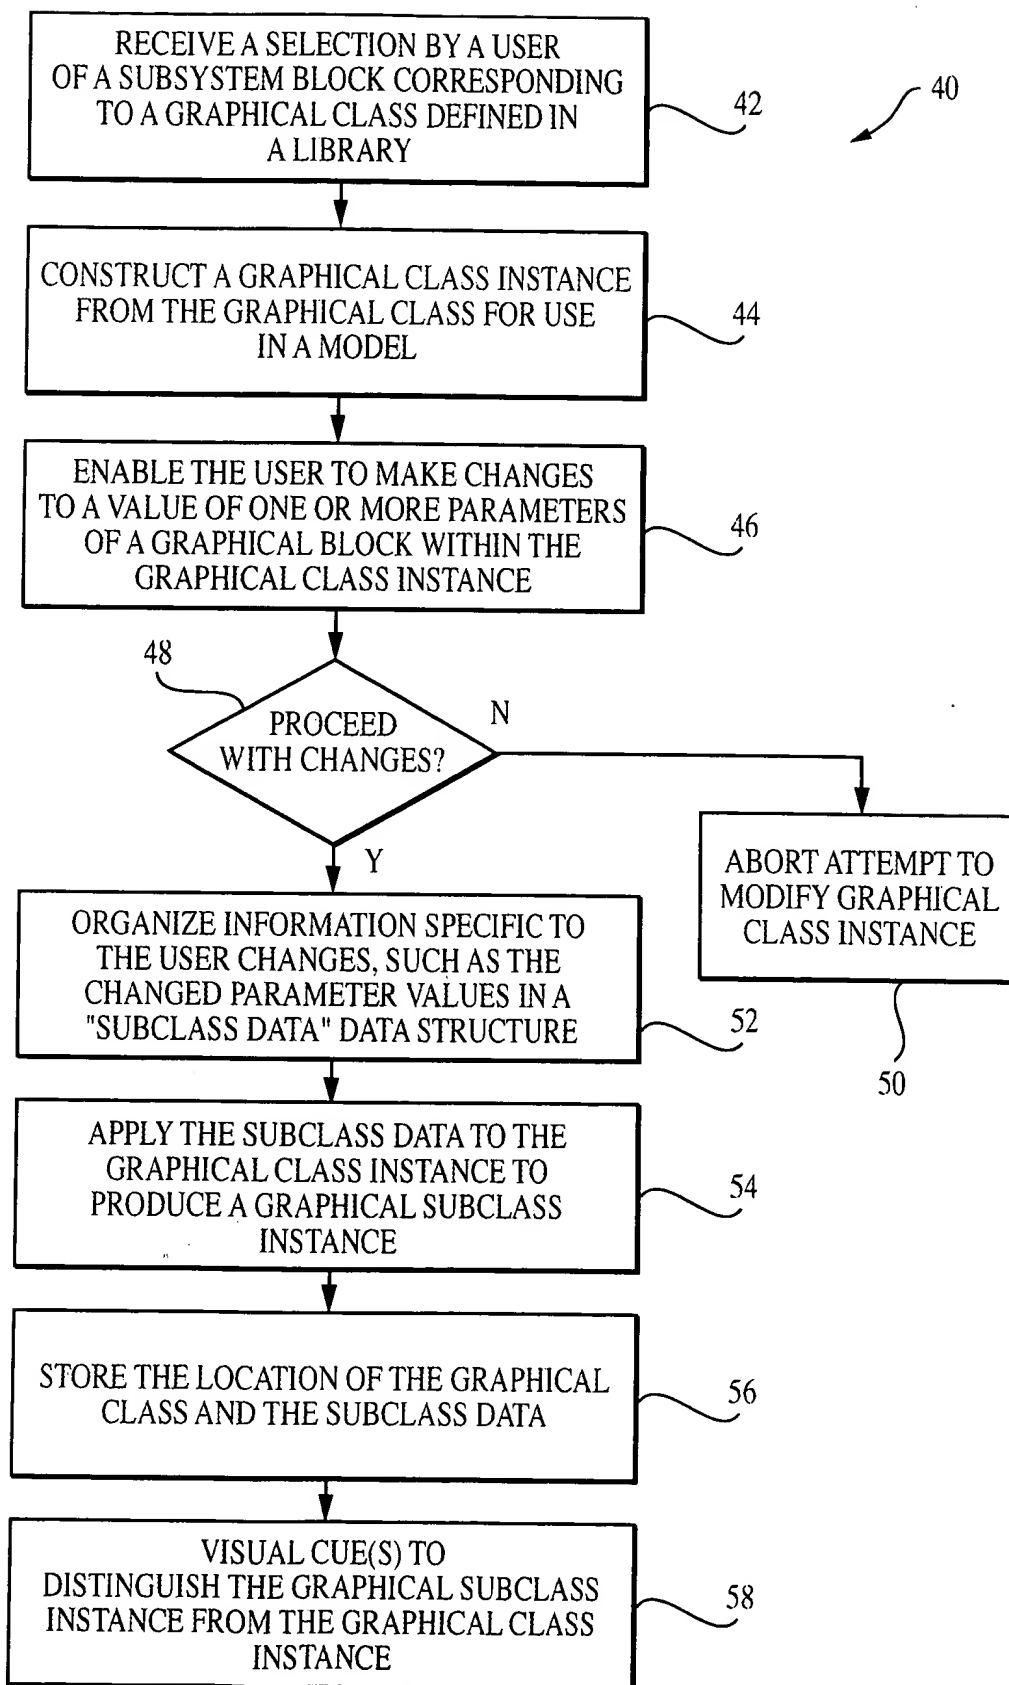 RECEIVE A SELECTION BY A USER
OF A SUBSYSTEM BLOCK CORRESPONDING
TO A GRAPHICAL CLASS DEFINED IN
A LIBRARY
42
40
CONSTRUCT A GRAPHICAL CLASS INSTANCE
FROM THE GRAPHICAL CLASS FOR USE
IN A MODEL
44
ENABLE THE USER TO MAKE CHANGES
TO A VALUE OF ONE OR MORE PARAMETERS
OF A GRAPHICAL BLOCK WITHIN THE
GRAPHICAL CLASS INSTANCE
46
48
PROCEED
WITH CHANGES?
N
Y
ABORT ATTEMPT TO
MODIFY GRAPHICAL
CLASS INSTANCE
50
ORGANIZE INFORMATION SPECIFIC TO
THE USER CHANGES, SUCH AS THE
CHANGED PARAMETER VALUES IN A
"SUBCLASS DATA" DATA STRUCTURE
52
APPLY THE SUBCLASS DATA TO THE
GRAPHICAL CLASS INSTANCE TO
PRODUCE A GRAPHICAL SUBCLASS
INSTANCE
54
STORE THE LOCATION OF THE GRAPHICAL
CLASS AND THE SUBCLASS DATA
56
VISUAL CUE(S) TO
DISTINGUISH THE GRAPHICAL SUBCLASS
INSTANCE FROM THE GRAPHICAL CLASS
INSTANCE
58